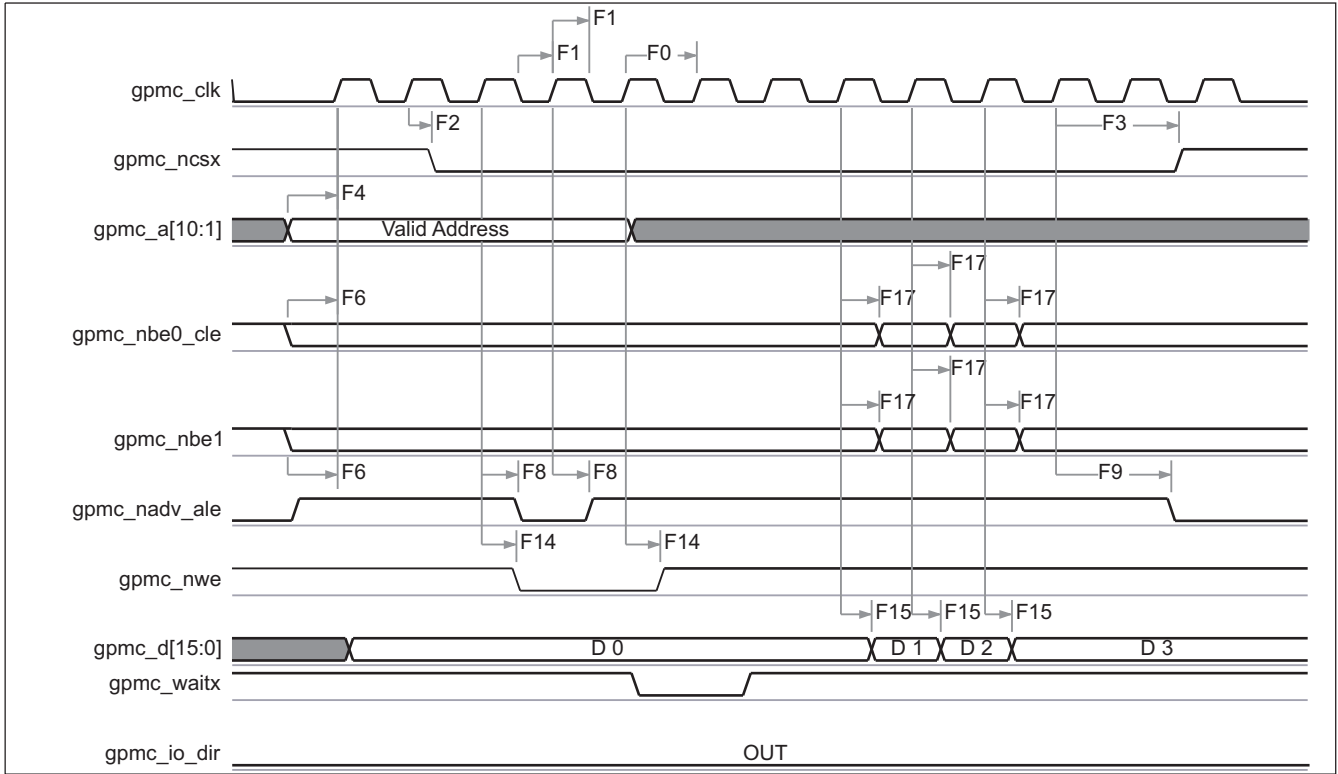 F1
F1 F0
gpmc_clk
F2 F3
gpmc_ncsx
F4
gpmc_a[10:1] Valid Address
F17
F6 F17 F17
gpmc_nbe0_cle
F17
F17 F17
gpmc_nbe1
F6 F8 F8 F9
gpmc_nadv_ale
F14 F14
gpmc_nwe
F15 F15 F15
gpmc_d[15:0] D 0 D 1 D 2 D 3
gpmc_waitx
gpmc_io_dir OUT